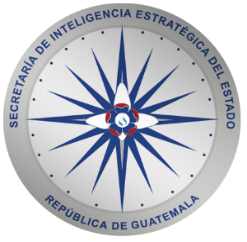 SECRETARÍA DE INTELIGENCIA ESTRATÉGICA DEL ESTADO
REPÚBLICA DE GUATEMALA